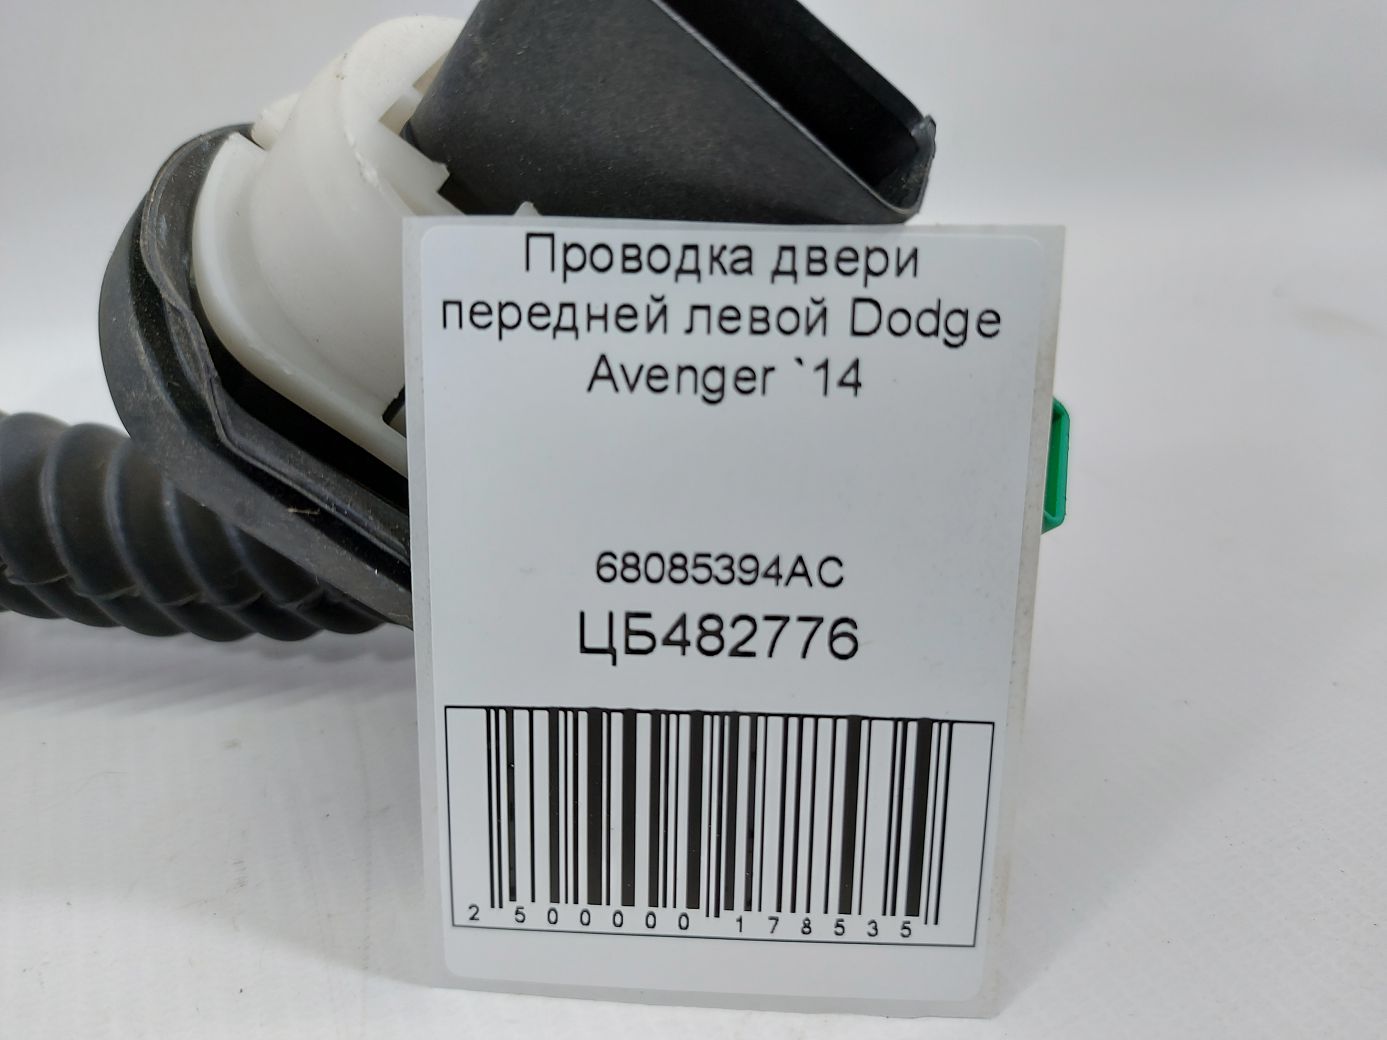 Проводка двери
передней левой Dodge
Avenger `14
68085394AC
ЦБ482776
2 500000 178535